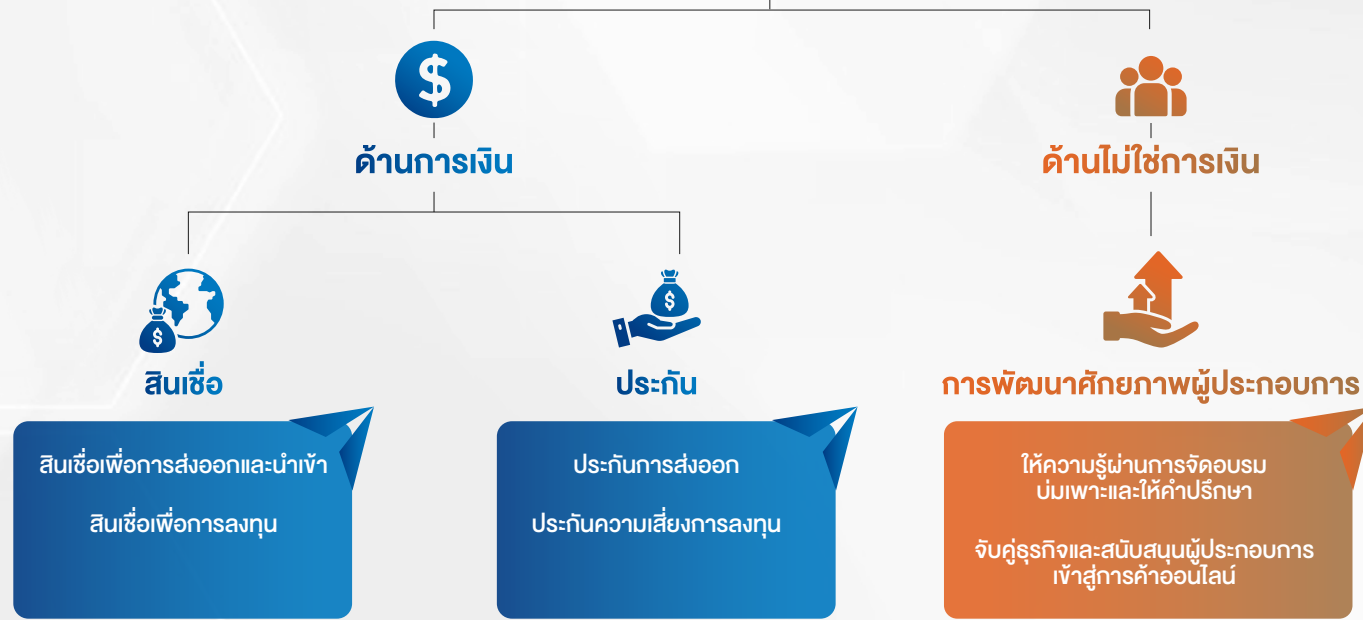 $
ด้านการเงิน
ด้านไม่ใช่การเงิน
$
สินเชื่อ
สินเชื่อเพื่อการส่งออกและนำเข้า
สินเชื่อเพื่อการลงทุน
$
ประกัน
ประกันการส่งออก
ประกันความเสี่ยงการลงทุน
การพัฒนาศักยภาพผู้ประกอบการ
ให้ความรู้ผ่านการจัดอบรม
บ่มเพาะและให้คำปรึกษา
จับคู่ธุรกิจและสนับสนุนผู้ประกอบการ
เข้าสู่การค้าออนไลน์